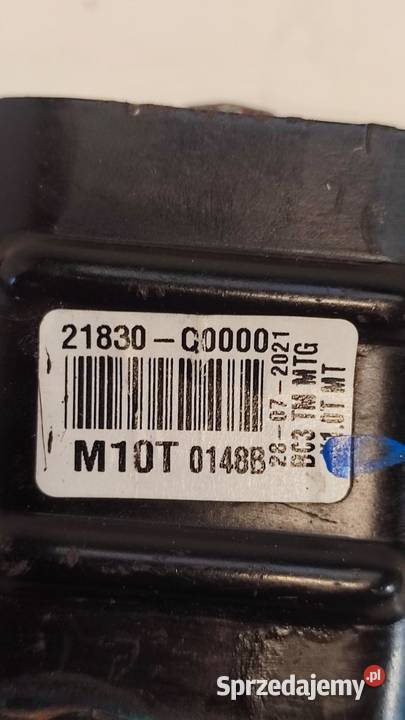 21830-Q0000
M10T 0148B
28-07-2021
BC3 TM MTG
1.0T MT
Sprzedajemy.pl